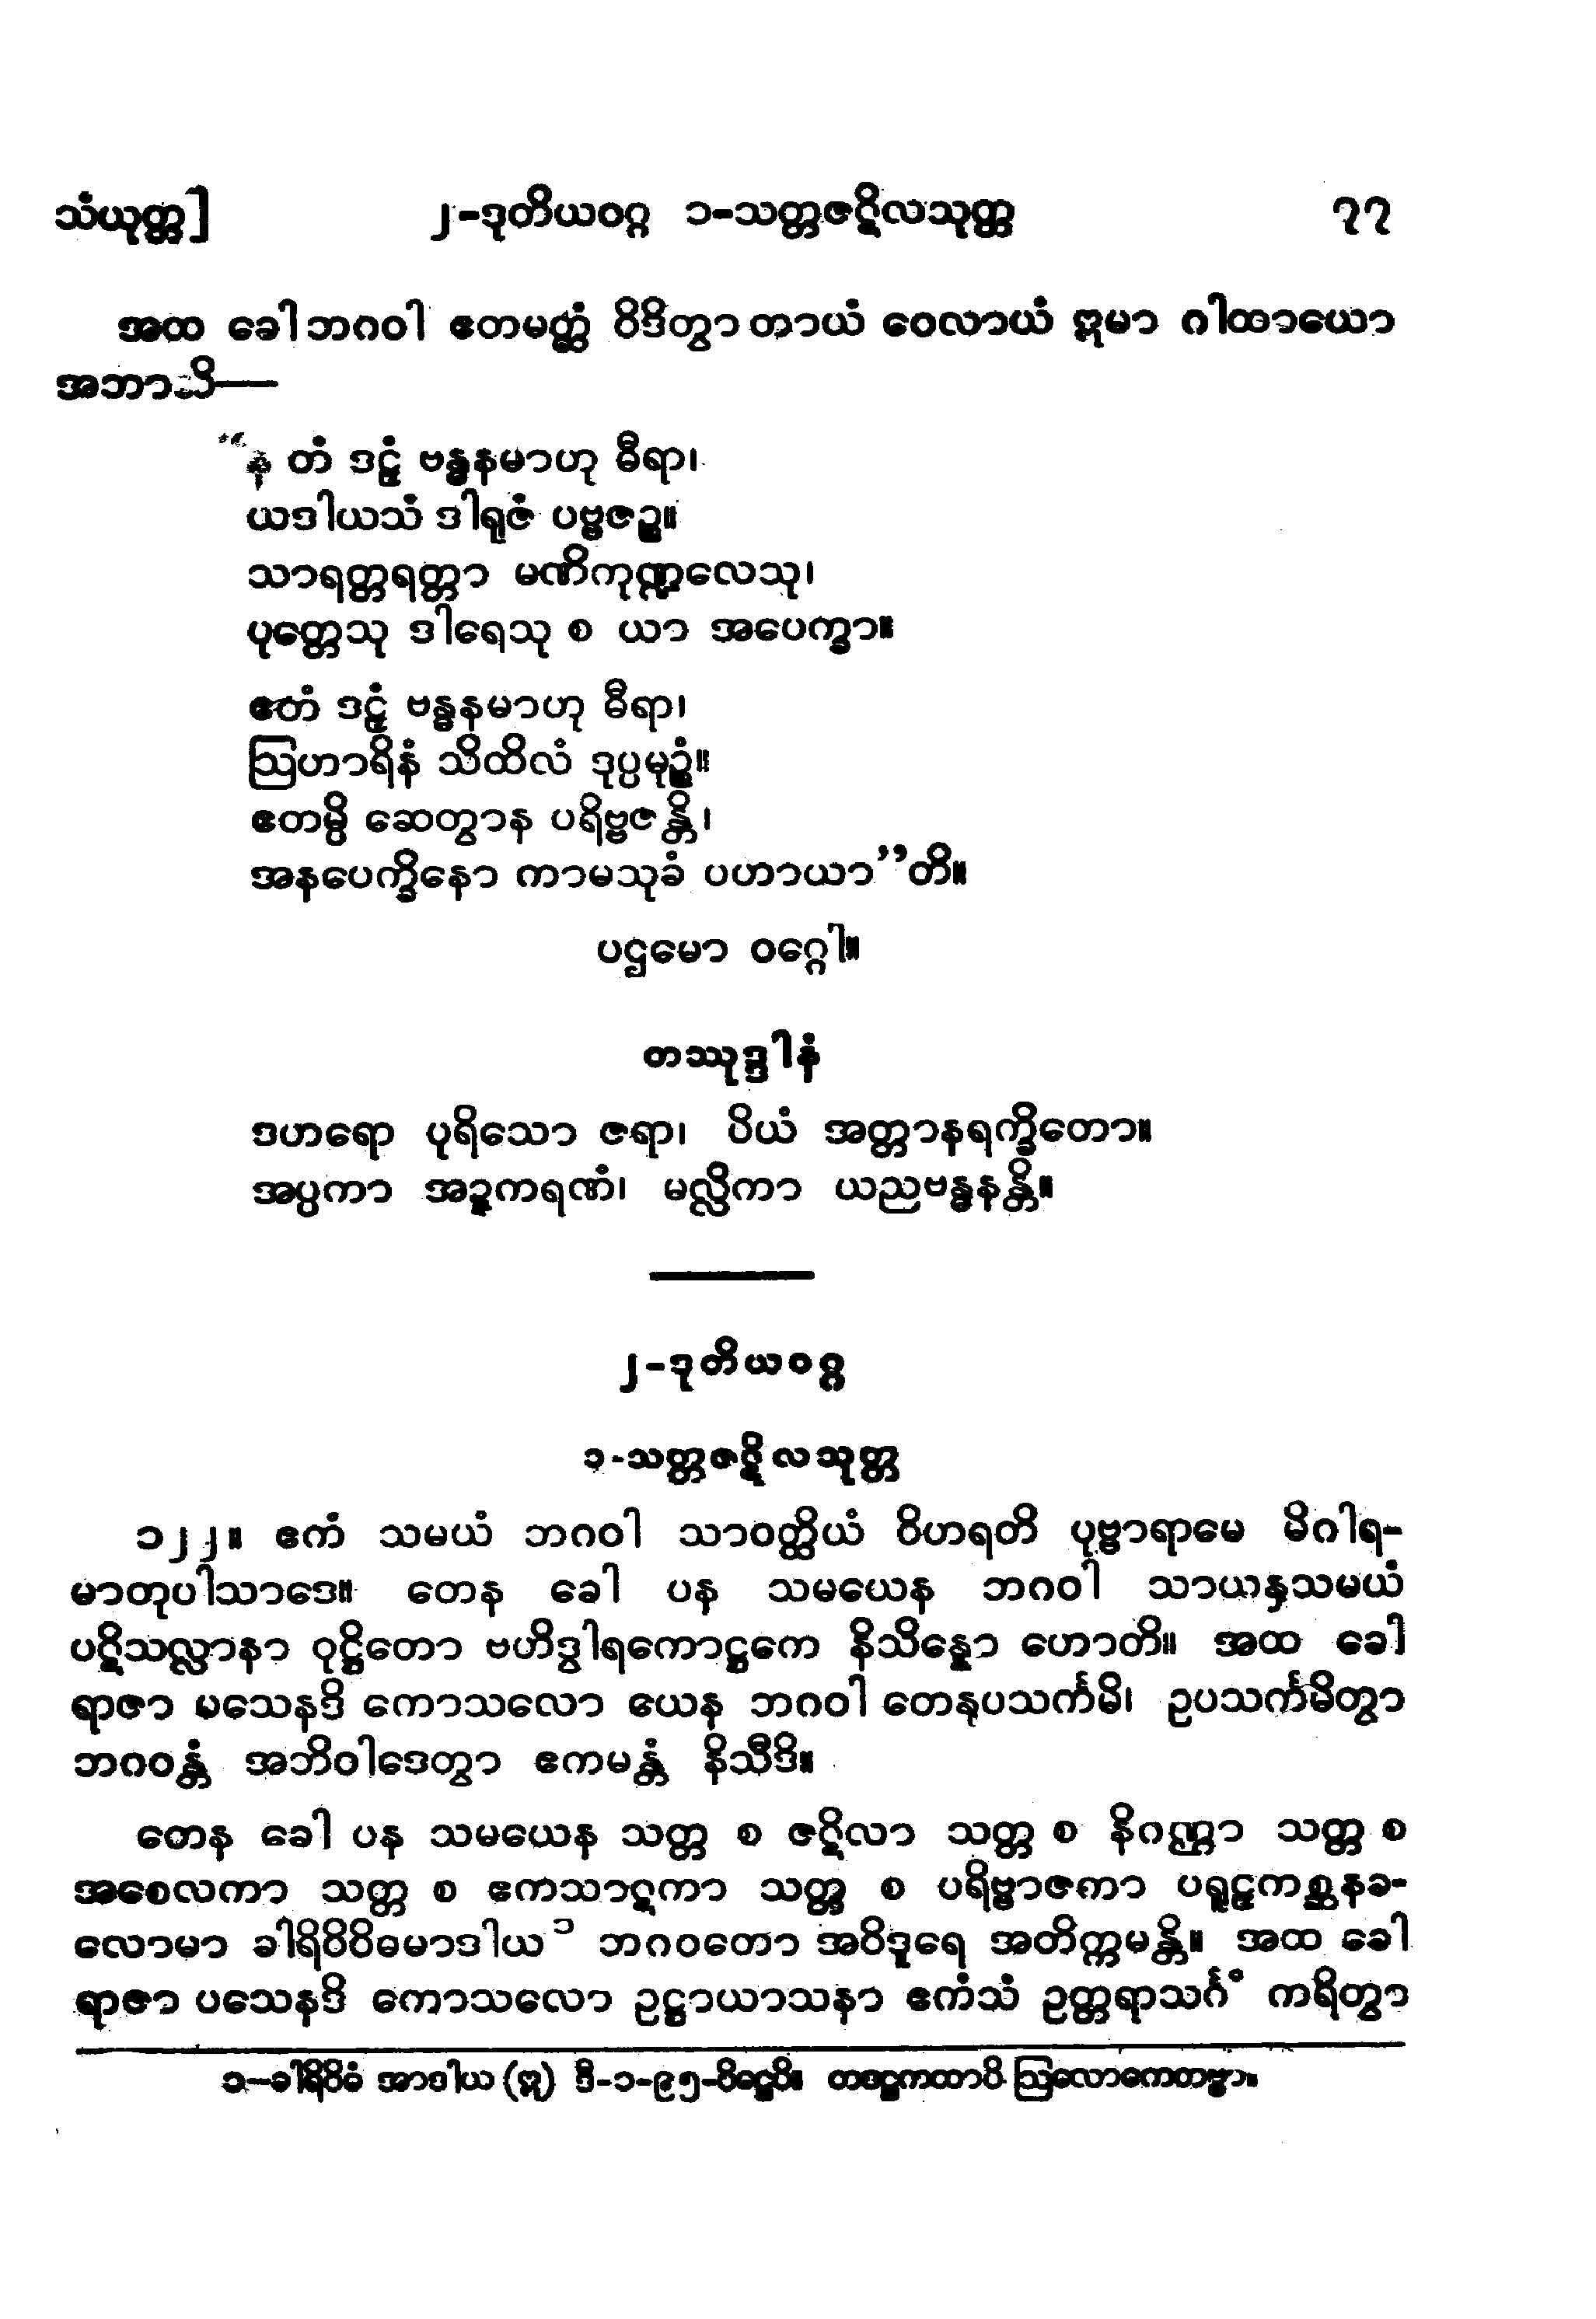 သံယုတ္တ] ၂-ဒုတိယဝဂ္ဂ ၁-သတ္တဇဋိလသုတ္တ ၇၇
အထ ခေါ ဘဂဝါ ဧတမတ္ထံ ဝိဒိတွာ တာယံ ဝေလာယံ ဣမာ ဂါထာယော
အဘာသိ—
“န တံ ဒဠှံ ဗန္ဓနမာဟု ဓီရာ၊
ယဒါယသံ ဒါရုဇံ ပဗ္ဗဇဉ္စ။
သာရတ္တရတ္တာ မဏိကုဏ္ဍလေသု၊
ပုတ္တေသု ဒါရေသု စ ယာ အပေက္ခာ။
ဧတံ ဒဠှံ ဗန္ဓနမာဟု ဓီရာ၊
ဩဟာရိနံ သိထိလံ ဒုပ္ပမုဉ္စံ။
ဧတမ္ပိ ဆေတွာန ပရိဗ္ဗဇန္တိ၊
အနပေက္ခိနော ကာမသုခံ ပဟာယာ”တိ။
ပဌမော ဝဂ္ဂေါ။
တဿုဒ္ဒါနံ
ဒဟရော ပုရိသော ဇရာ၊ ပိယံ အတ္တာနရက္ခိတော။
အပ္ပကာ အဍ္ဍကရဏံ၊ မလ္လိကာ ယညဗန္ဓနန္တိ။
၂-ဒုတိယဝဂ္ဂ
၁-သတ္တဇဋိလသုတ္တ
၁၂၂။ ဧကံ သမယံ ဘဂဝါ သာဝတ္ထိယံ ဝိဟရတိ ပုဗ္ဗာရာမေ မိဂါရ-
မာတုပါသာဒေ။ တေန ခေါ ပန သမယေန ဘဂဝါ သာယနှသမယံ
ပဋိသလ္လာနာ ဝုဋ္ဌိတော ဗဟိဒွါရကောဋ္ဌကေ နိသိန္နော ဟောတိ။ အထ ခေါ
ရာဇာ ပသေနဒိ ကောသလော ယေန ဘဂဝါ တေနုပသင်္ကမိ၊ ဥပသင်္ကမိတွာ
ဘဂဝန္တံ အဘိဝါဒေတွာ ဧကမန္တံ နိသီဒိ။
တေန ခေါ ပန သမယေန သတ္တ စ ဇဋိလာ သတ္တ စ နိဂဏ္ဌာ သတ္တ စ
အစေလကာ သတ္တ စ ဧကသာဋကာ သတ္တ စ ပရိဗ္ဗာဇကာ ပရူဠှကစ္ဆနခ-
လောမာ ခါရိဝိဝိဓမာဒါယ၁ ဘဂဝတော အဝိဒူရေ အတိက္ကမန္တိ။ အထ ခေါ
ရာဇာ ပသေနဒိ ကောသလော ဥဋ္ဌာယာသနာ ဧကံသံ ဥတ္တရာသင်္ဂံ ကရိတွာ
၁-ခါရိဝိဓံ အာဒါယ (ဣ) ဒီ-၁-၉၅-ပိဋ္ဌေပိ။ တဒဋ္ဌကထာပိ ဩလောကေတဗ္ဗာ။